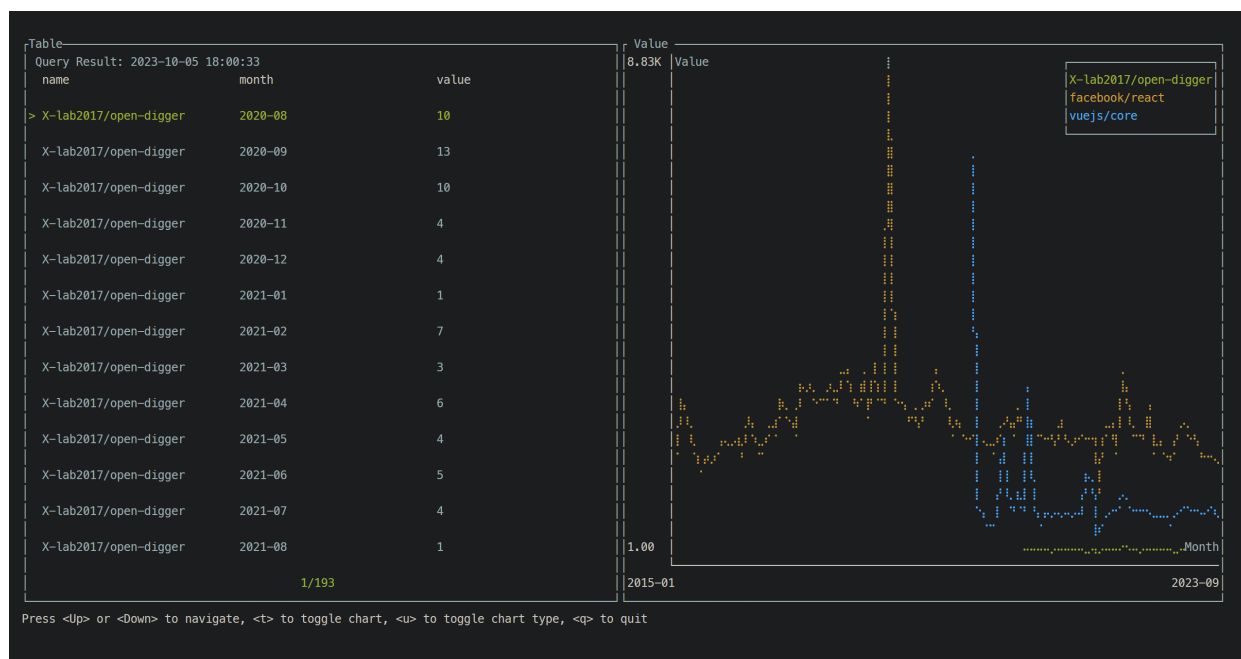 Table
Query Result: 2023-10-05 18:00:33
name month value
> X-lab2017/open-digger 2020-08 10
X-lab2017/open-digger 2020-09 13
X-lab2017/open-digger 2020-10 10
X-lab2017/open-digger 2020-11 4
X-lab2017/open-digger 2020-12 4
X-lab2017/open-digger 2021-01 1
X-lab2017/open-digger 2021-02 7
X-lab2017/open-digger 2021-03 3
X-lab2017/open-digger 2021-04 6
X-lab2017/open-digger 2021-05 4
X-lab2017/open-digger 2021-06 5
X-lab2017/open-digger 2021-07 4
X-lab2017/open-digger 2021-08 1
1/193
Value
8.83K Value
X-lab2017/open-digger
facebook/react
vuejs/core
1.00 Month
2015-01 2023-09
Press <Up> or <Down> to navigate, <t> to toggle chart, <u> to toggle chart type, <q> to quit